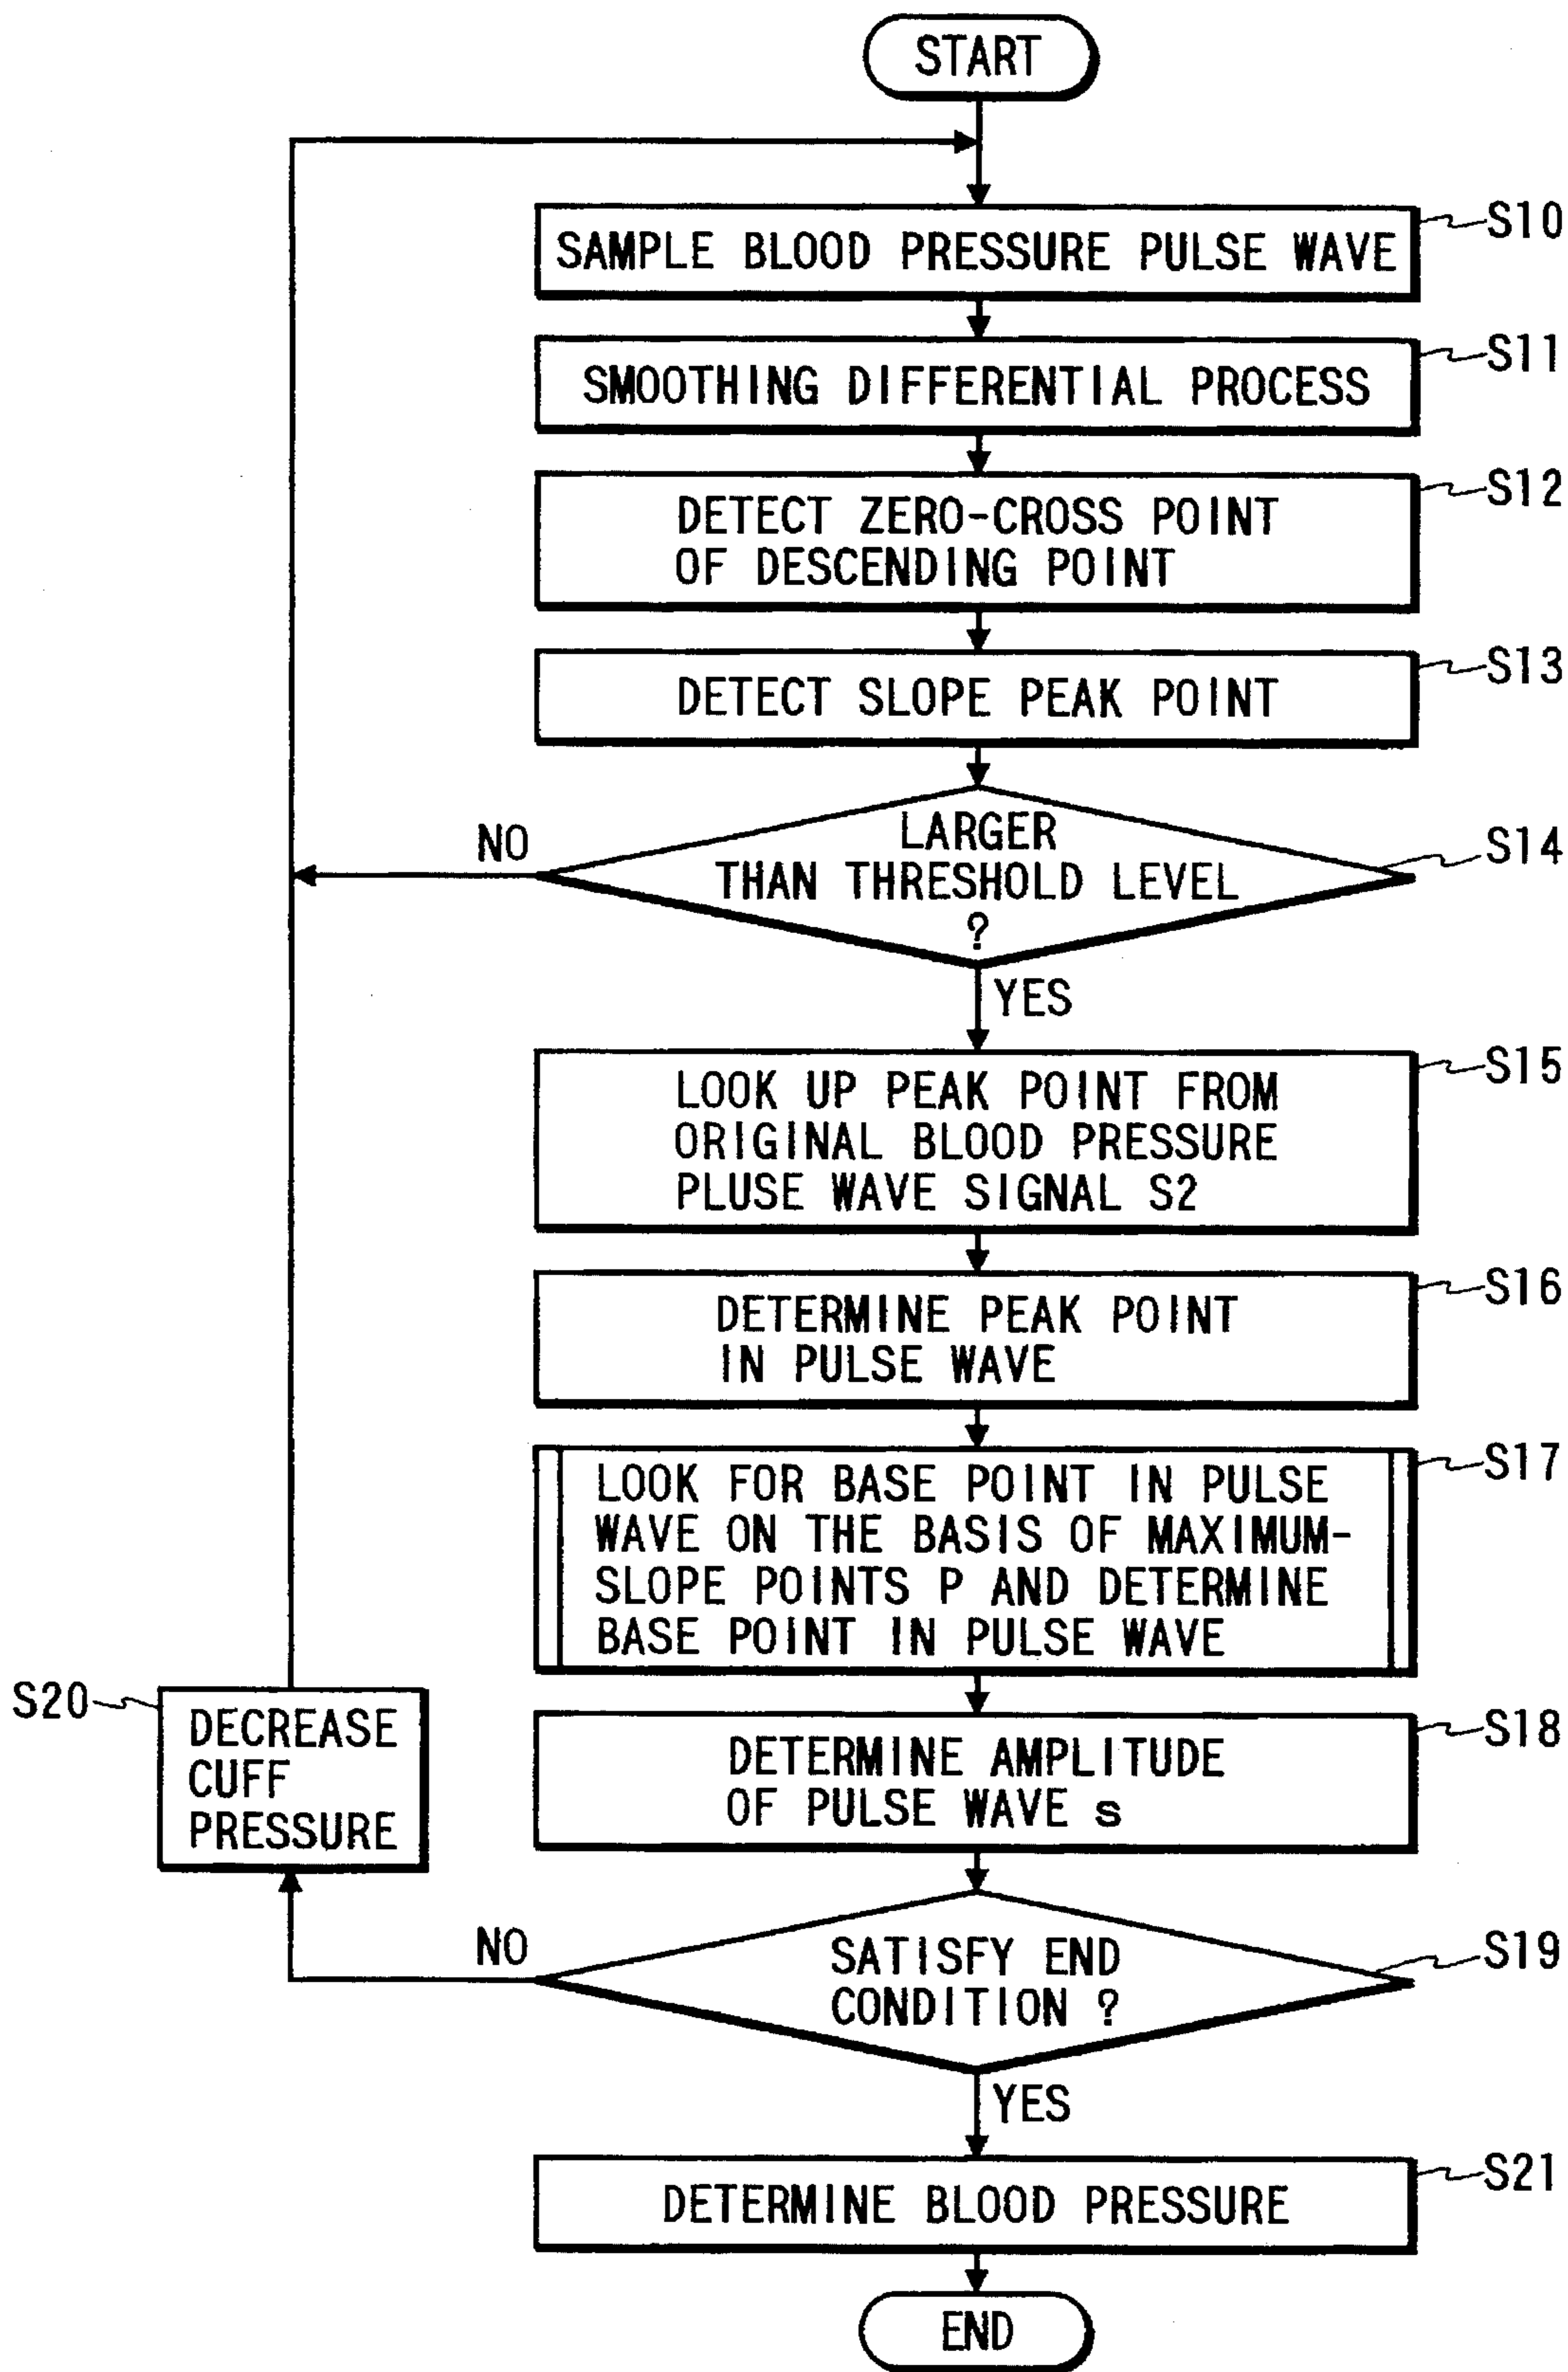 START
S10
SAMPLE BLOOD PRESSURE PULSE WAVE
S11
SMOOTHING DIFFERENTIAL PROCESS
S12
DETECT ZERO-CROSS POINT
OF DESCENDING POINT
S13
DETECT SLOPE PEAK POINT
S14
NO
LARGER
THAN THRESHOLD LEVEL
?
YES
S15
LOOK UP PEAK POINT FROM
ORIGINAL BLOOD PRESSURE
PLUSE WAVE SIGNAL S2
S16
DETERMINE PEAK POINT
IN PULSE WAVE
S17
LOOK FOR BASE POINT IN PULSE
WAVE ON THE BASIS OF MAXIMUM-
SLOPE POINTS P AND DETERMINE
BASE POINT IN PULSE WAVE
S20
DECREASE
CUFF
PRESSURE
S18
DETERMINE AMPLITUDE
OF PULSE WAVE s
S19
NO
SATISFY END
CONDITION ?
YES
S21
DETERMINE BLOOD PRESSURE
END